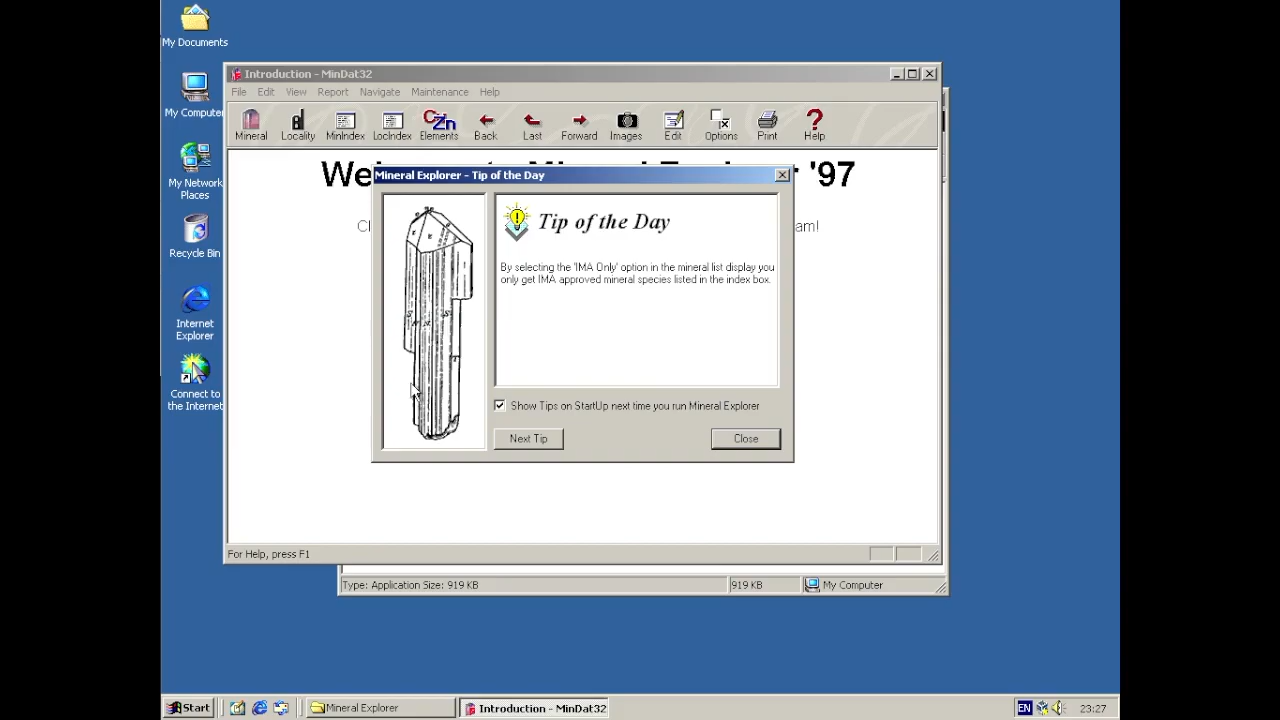 My Documents
My Computer
My Network
Places
Recycle Bin
Internet
Explorer
Connect to
the Internet
Introduction - MinDat32
File Edit View Report Navigate Maintenance Help
Mineral Locality MinIndex LocIndex Elements Back Last Forward Images Edit Options Print Help
'97
am!
Mineral Explorer - Tip of the Day
Tip of the Day
By selecting the 'IMA Only' option in the mineral list display you
only get IMA approved mineral species listed in the index box.
Show Tips on StartUp next time you run Mineral Explorer
Next Tip Close
For Help, press F1
Type: Application Size: 919 KB 919 KB My Computer
Start Mineral Explorer Introduction - MinDat32 EN 23:27